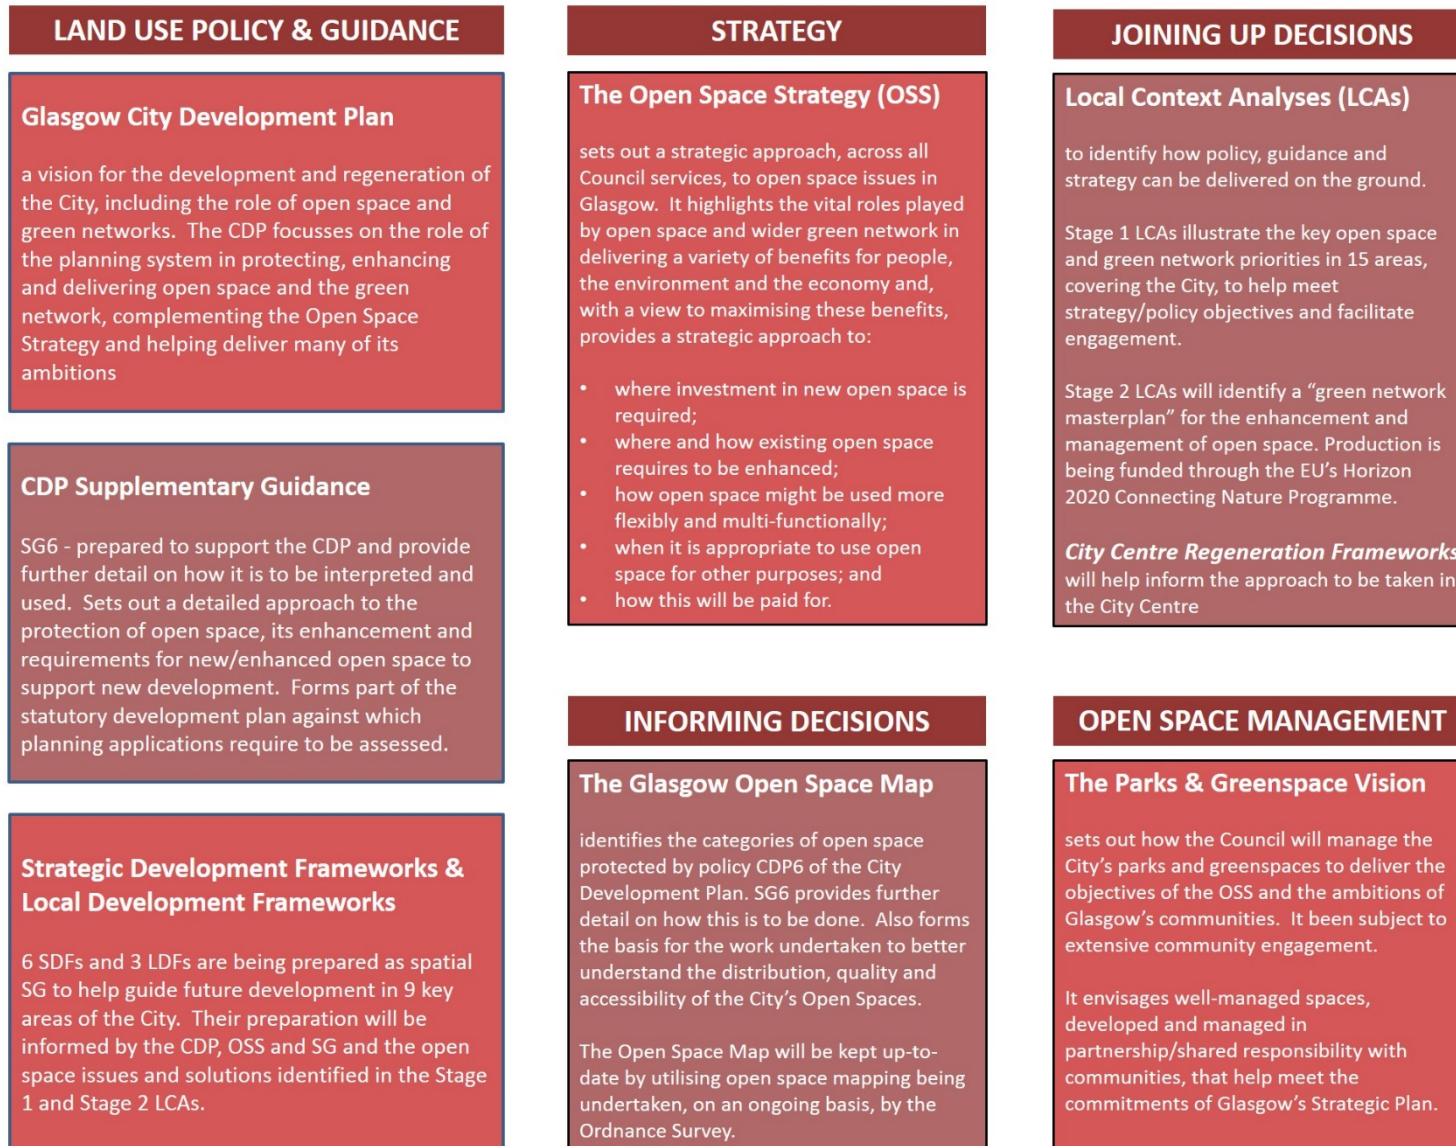 LAND USE POLICY & GUIDANCE
Glasgow City Development Plan
a vision for the development and regeneration of
the City, including the role of open space and
green networks.  The CDP focusses on the role of
the planning system in protecting, enhancing
and delivering open space and the green
network, complementing the Open Space
Strategy and helping deliver many of its
ambitions
CDP Supplementary Guidance
SG6 - prepared to support the CDP and provide
further detail on how it is to be interpreted and
used.  Sets out a detailed approach to the
protection of open space, its enhancement and
requirements for new/enhanced open space to
support new development.  Forms part of the
statutory development plan against which
planning applications require to be assessed.
Strategic Development Frameworks &
Local Development Frameworks
6 SDFs and 3 LDFs are being prepared as spatial
SG to help guide future development in 9 key
areas of the City.  Their preparation will be
informed by the CDP, OSS and SG and the open
space issues and solutions identified in the Stage
1 and Stage 2 LCAs.
STRATEGY
The Open Space Strategy (OSS)
sets out a strategic approach, across all
Council services, to open space issues in
Glasgow.  It highlights the vital roles played
by open space and wider green network in
delivering a variety of benefits for people,
the environment and the economy and,
with a view to maximising these benefits,
provides a strategic approach to:
• where investment in new open space is
required;
• where and how existing open space
requires to be enhanced;
• how open space might be used more
flexibly and multi-functionally;
• when it is appropriate to use open
space for other purposes; and
• how this will be paid for.
INFORMING DECISIONS
The Glasgow Open Space Map
identifies the categories of open space
protected by policy CDP6 of the City
Development Plan. SG6 provides further
detail on how this is to be done.  Also forms
the basis for the work undertaken to better
understand the distribution, quality and
accessibility of the City's Open Spaces.
The Open Space Map will be kept up-to-
date by utilising open space mapping being
undertaken, on an ongoing basis, by the
Ordnance Survey.
JOINING UP DECISIONS
Local Context Analyses (LCAs)
to identify how policy, guidance and
strategy can be delivered on the ground.
Stage 1 LCAs illustrate the key open space
and green network priorities in 15 areas,
covering the City, to help meet
strategy/policy objectives and facilitate
engagement.
Stage 2 LCAs will identify a “green network
masterplan” for the enhancement and
management of open space. Production is
being funded through the EU's Horizon
2020 Connecting Nature Programme.
City Centre Regeneration Frameworks
will help inform the approach to be taken in
the City Centre
OPEN SPACE MANAGEMENT
The Parks & Greenspace Vision
sets out how the Council will manage the
City's parks and greenspaces to deliver the
objectives of the OSS and the ambitions of
Glasgow's communities.  It been subject to
extensive community engagement.
It envisages well-managed spaces,
developed and managed in
partnership/shared responsibility with
communities, that help meet the
commitments of Glasgow's Strategic Plan.